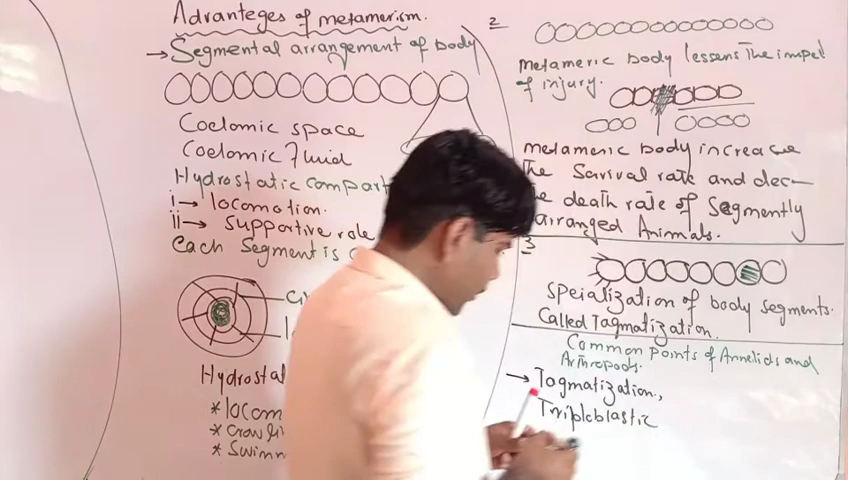 Advanteges of metamerism.
→ Segmental arrangement of body
Coelomic space
Coelomic Fluid
Hydrostatic compart
i → locomotion.
ii → supportive role
Each Segment is
Hydrostat
* locom
* crawli
* Swimm
2
metameric body lessens The
of injury.
metameric body increase
The Sarvival rate and dec-
death rate of Segmently
arranged Animals.
3
Speialization of body segments.
Called Tagmatization.
Common points of Annelids and
Arthropods.
→ Tagmatization,
Triploblastic